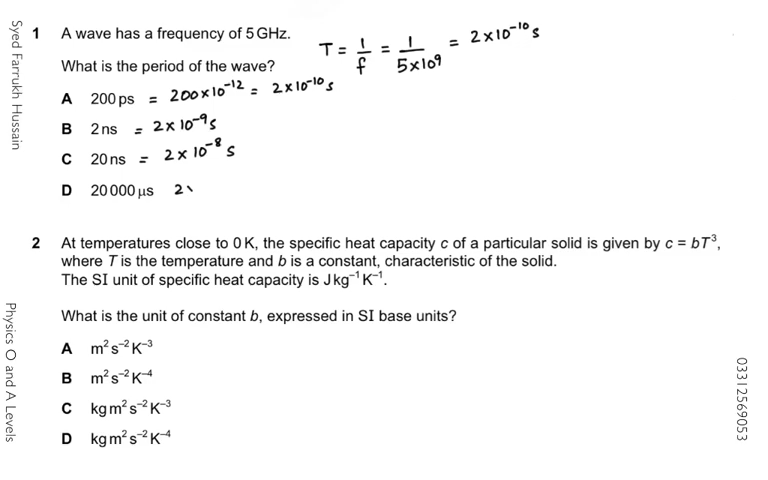 1 A wave has a frequency of 5 GHz.
T = 1/f = 1/5×10⁹ = 2×10⁻¹⁰ s
What is the period of the wave?
A 200 ps = 200×10⁻¹² = 2×10⁻¹⁰ s
B 2 ns = 2×10⁻⁹ s
C 20 ns = 2×10⁻⁸ s
D 20 000 μs 2
2 At temperatures close to 0 K, the specific heat capacity c of a particular solid is given by c = bT³,
where T is the temperature and b is a constant, characteristic of the solid.
The SI unit of specific heat capacity is J kg⁻¹ K⁻¹.
What is the unit of constant b, expressed in SI base units?
A m² s⁻² K⁻³
B m² s⁻² K⁻⁴
C kg m² s⁻² K⁻³
D kg m² s⁻² K⁻⁴
Syed Farrukh Hussain
Physics O and A Levels
03312569053